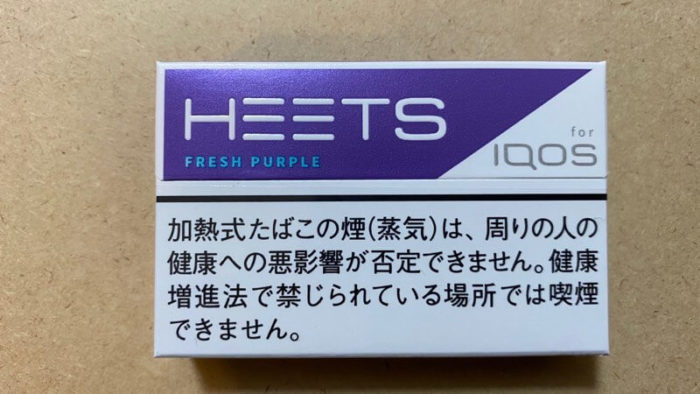 HEETS
FRESH PURPLE
for
IQOS
加熱式たばこの煙(蒸気)は、周りの人の
健康への悪影響が否定できません。健康
増進法で禁じられている場所では喫煙
できません。